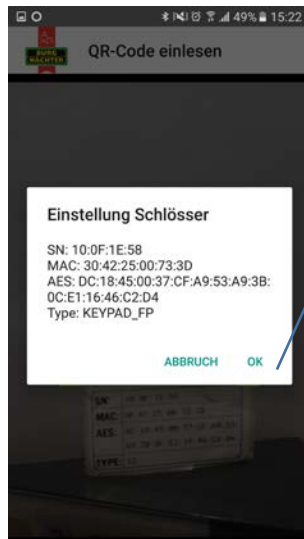 49% 15:22
BURG
WÄCHTER
QR-Code einlesen
Einstellung Schlösser
SN: 10:0F:1E:58
MAC: 30:42:25:00:73:3D
AES: DC:18:45:00:37:CF:A9:53:A9:3B:
0C:E1:16:46:C2:D4
Type: KEYPAD_FP
ABBRUCH OK
SN:
MAC:
AES:
TYPE: